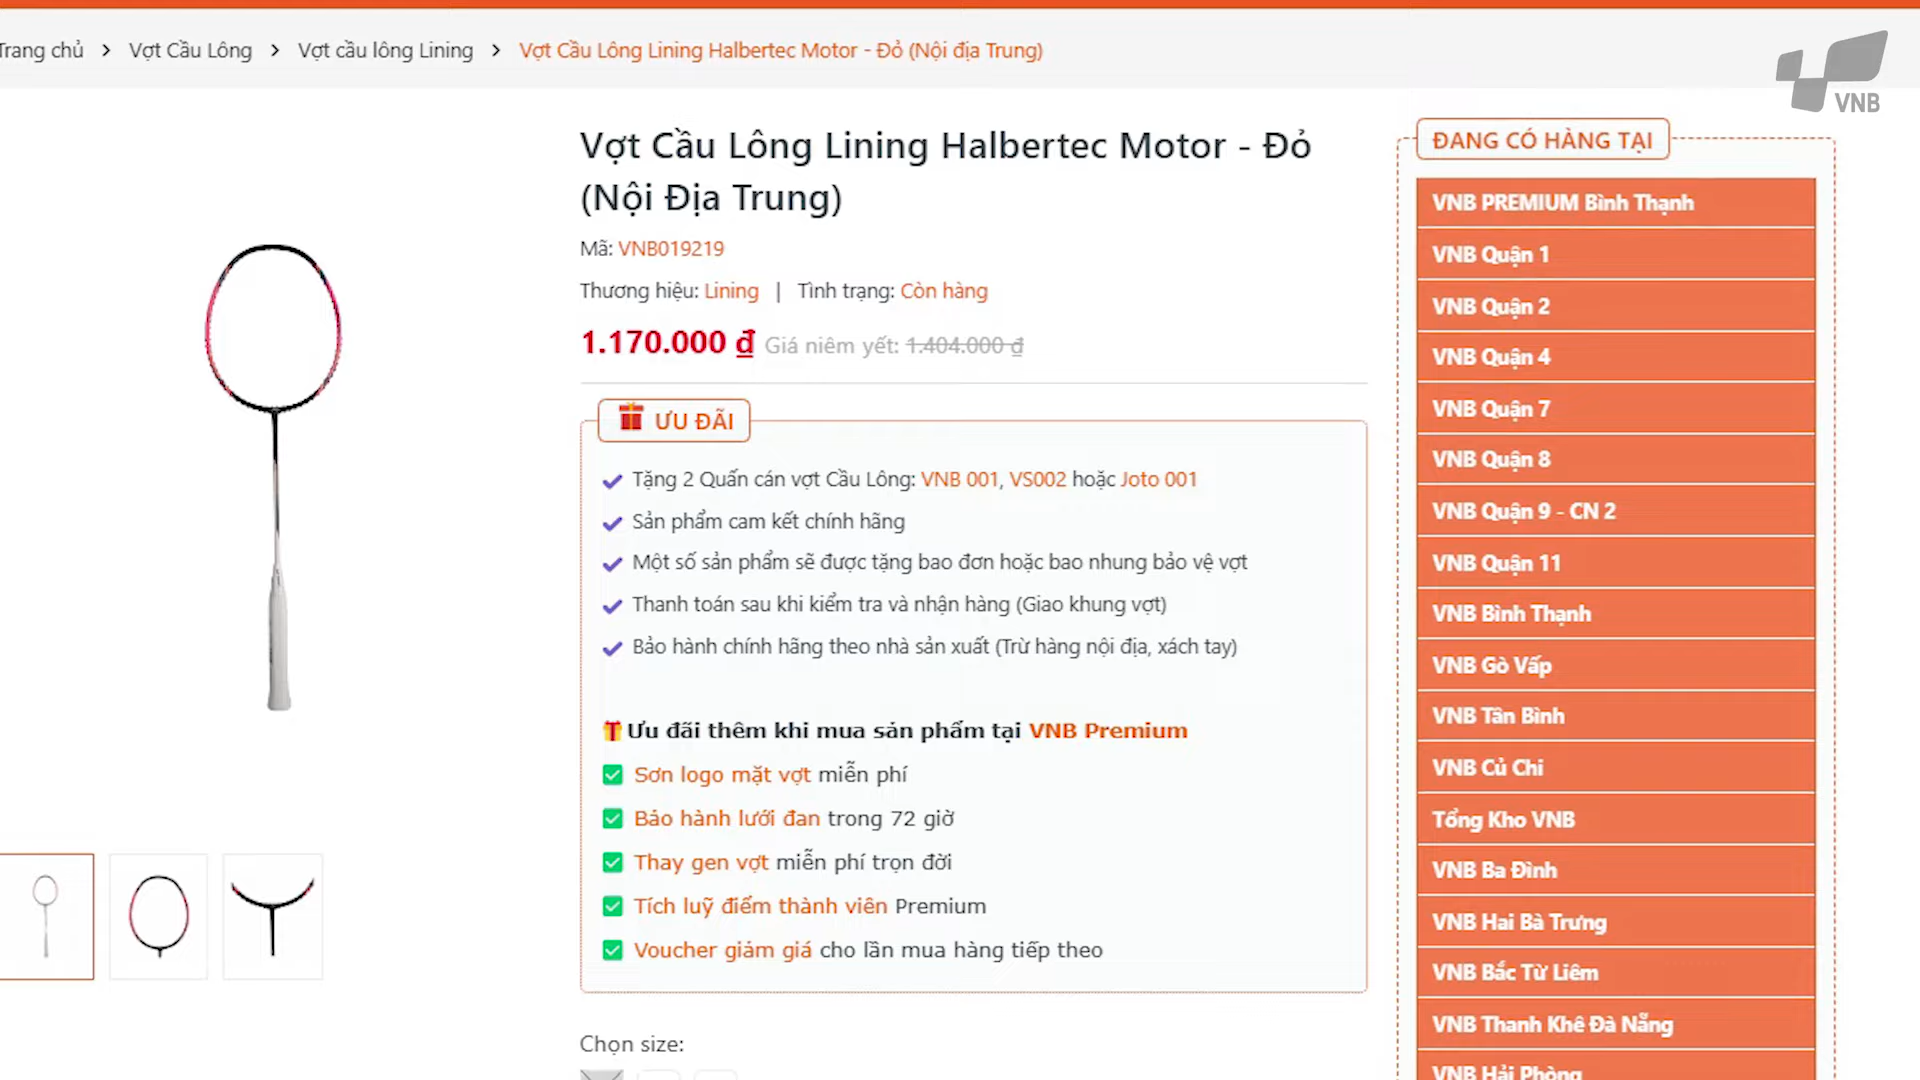 Trang chủ > Vợt Cầu Lông > Vợt cầu lông Lining > Vợt Cầu Lông Lining Halbertec Motor - Đỏ (Nội địa Trung)
VNB
Vợt Cầu Lông Lining Halbertec Motor - Đỏ
(Nội Địa Trung)
Mã: VNB019219
Thương hiệu: Lining | Tình trạng: Còn hàng
1.170.000 ₫ Giá niêm yết: 1.404.000 ₫
ƯU ĐÃI
Tặng 2 Quấn cán vợt Cầu Lông: VNB 001, VS002 hoặc Joto 001
Sản phẩm cam kết chính hãng
Một số sản phẩm sẽ được tặng bao đơn hoặc bao nhung bảo vệ vợt
Thanh toán sau khi kiểm tra và nhận hàng (Giao khung vợt)
Bảo hành chính hãng theo nhà sản xuất (Trừ hàng nội địa, xách tay)
Ưu đãi thêm khi mua sản phẩm tại VNB Premium
Sơn logo mặt vợt miễn phí
Bảo hành lưới đan trong 72 giờ
Thay gen vợt miễn phí trọn đời
Tích luỹ điểm thành viên Premium
Voucher giảm giá cho lần mua hàng tiếp theo
Chọn size:
ĐANG CÓ HÀNG TẠI
VNB PREMIUM Bình Thạnh
VNB Quận 1
VNB Quận 2
VNB Quận 4
VNB Quận 7
VNB Quận 8
VNB Quận 9 - CN 2
VNB Quận 11
VNB Bình Thạnh
VNB Gò Vấp
VNB Tân Bình
VNB Củ Chi
Tổng Kho VNB
VNB Ba Đình
VNB Hai Bà Trưng
VNB Bắc Từ Liêm
VNB Thanh Khê Đà Nẵng
VNB Hải Phòng